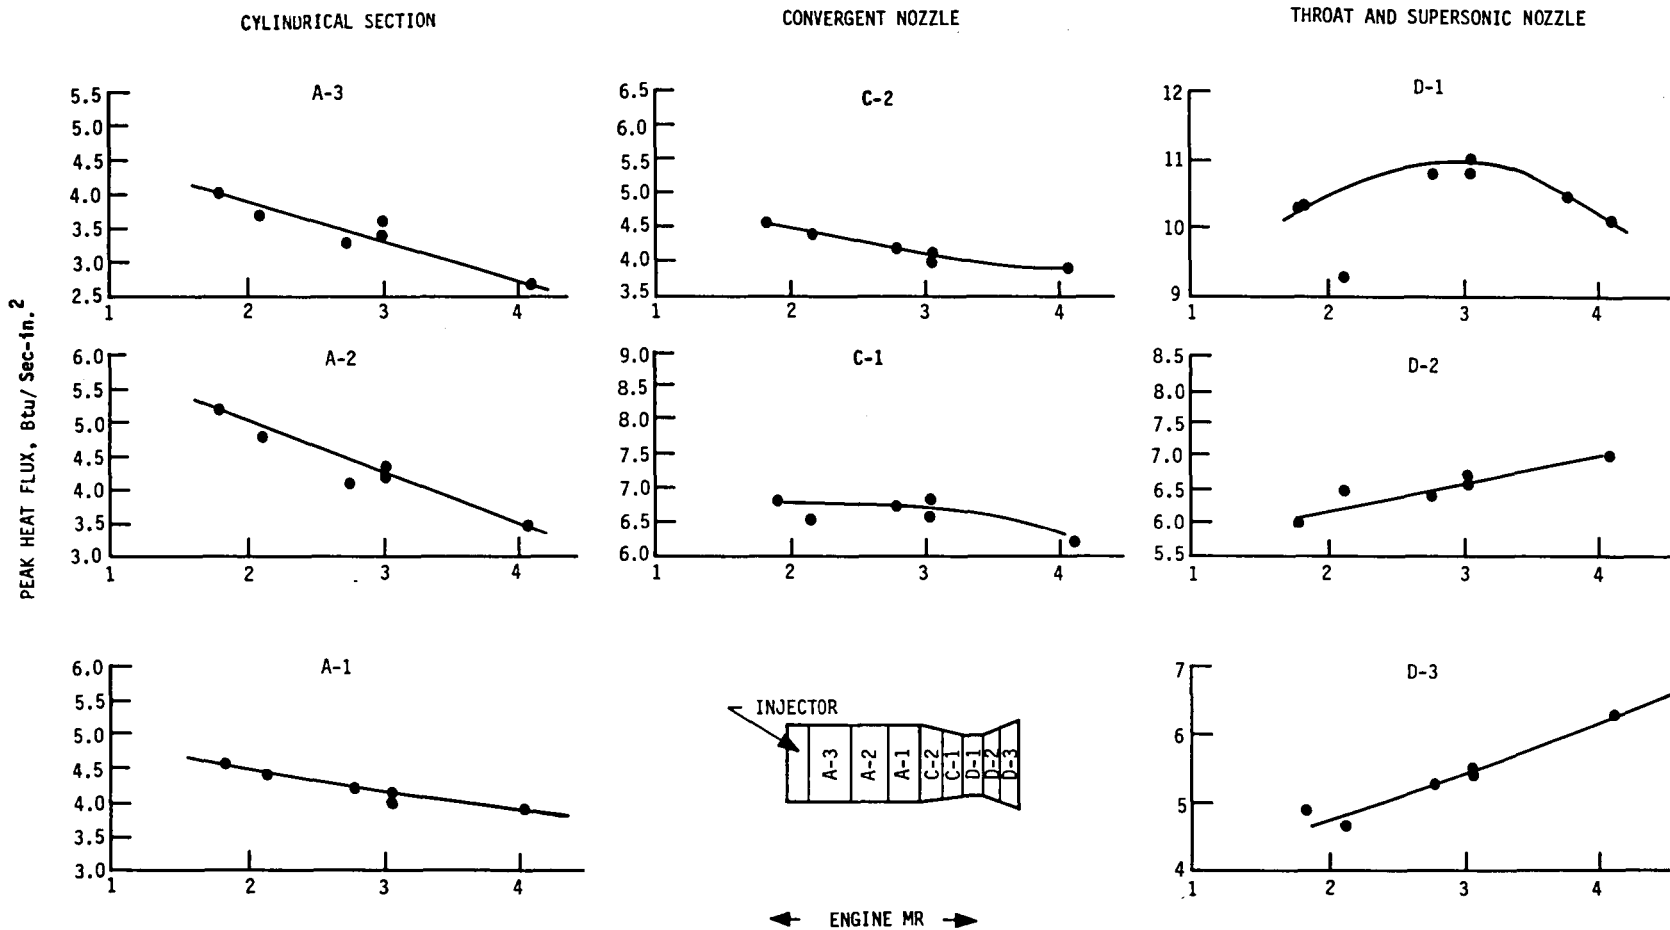 CYLINDRICAL SECTION
CONVERGENT NOZZLE
THROAT AND SUPERSONIC NOZZLE
PEAK HEAT FLUX, Btu/Sec-in.2
A-3
5.5
5.0
4.5
4.0
3.5
3.0
2.5
1 2 3 4
C-2
6.5
6.0
5.5
5.0
4.5
4.0
3.5
1 2 3 4
D-1
12
11
10
9
1 2 3 4
A-2
6.0
5.5
5.0
4.5
4.0
3.5
3.0
1 2 3 4
C-1
9.0
8.5
8.0
7.5
7.0
6.5
6.0
1 2 3 4
D-2
8.5
8.0
7.5
7.0
6.5
6.0
5.5
1 2 3 4
A-1
6.0
5.5
5.0
4.5
4.0
3.5
3.0
1 2 3 4
INJECTOR
A-3 A-2 A-1 C-2 C-1 D-1 D-2 D-3
D-3
7
6
5
4
1 2 3 4
ENGINE MR